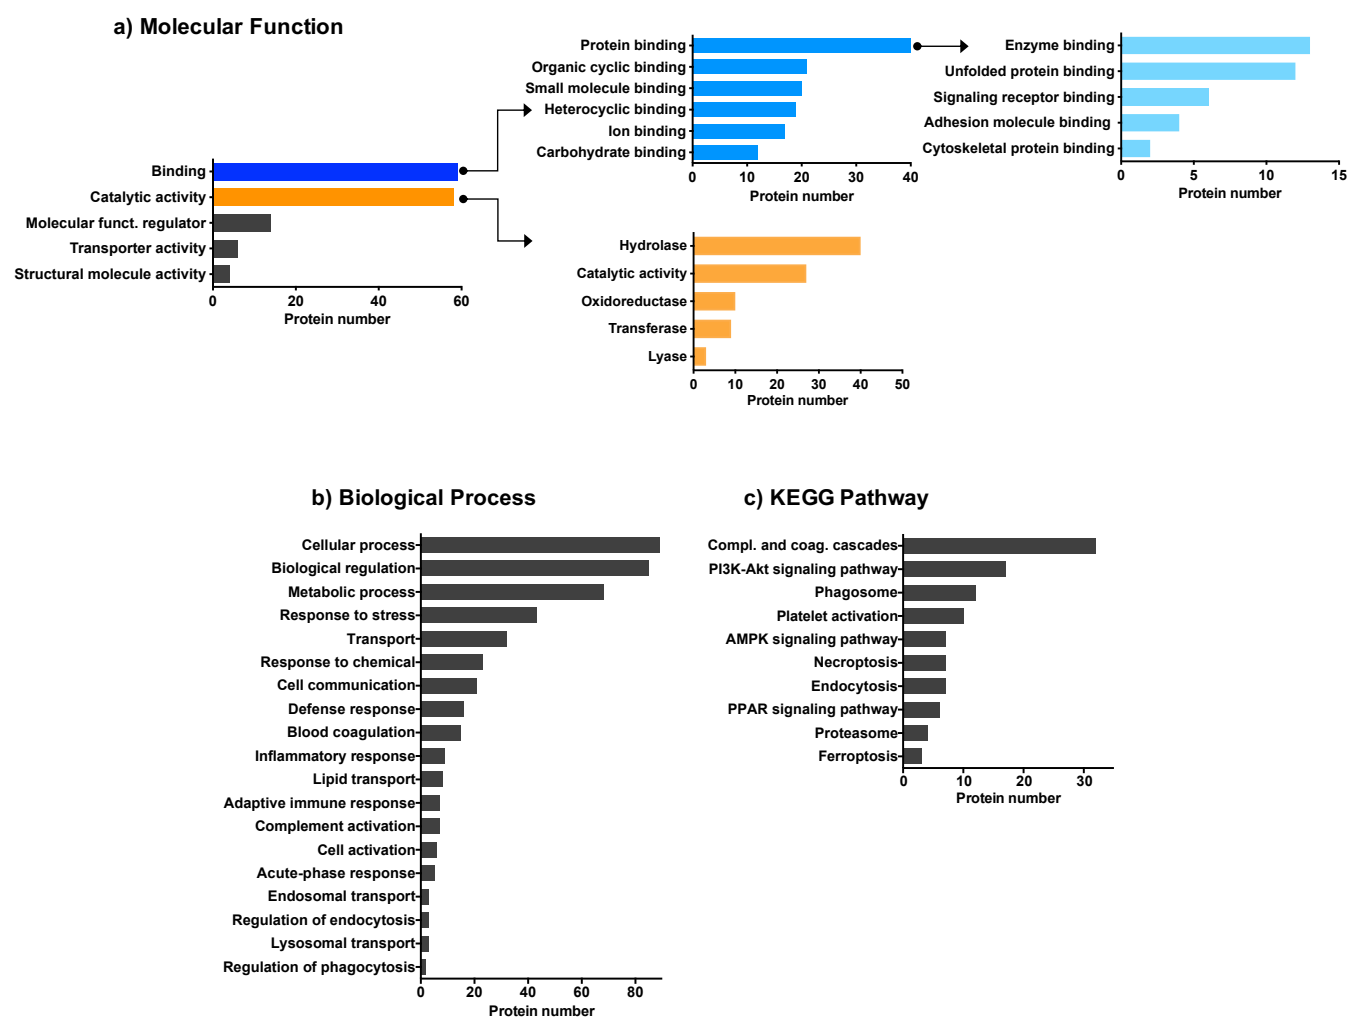 a) Molecular Function
Binding
Catalytic activity
Molecular funct. regulator
Transporter activity
Structural molecule activity
0 20 40 60
Protein number
Protein binding
Organic cyclic binding
Small molecule binding
Heterocyclic binding
Ion binding
Carbohydrate binding
0 10 20 30 40
Protein number
Enzyme binding
Unfolded protein binding
Signaling receptor binding
Adhesion molecule binding
Cytoskeletal protein binding
0 5 10 15
Protein number
Hydrolase
Catalytic activity
Oxidoreductase
Transferase
Lyase
0 10 20 30 40 50
Protein number
b) Biological Process
Cellular process
Biological regulation
Metabolic process
Response to stress
Transport
Response to chemical
Cell communication
Defense response
Blood coagulation
Inflammatory response
Lipid transport
Adaptive immune response
Complement activation
Cell activation
Acute-phase response
Endosomal transport
Regulation of endocytosis
Lysosomal transport
Regulation of phagocytosis
0 20 40 60 80
Protein number
c) KEGG Pathway
Compl. and coag. cascades
PI3K-Akt signaling pathway
Phagosome
Platelet activation
AMPK signaling pathway
Necroptosis
Endocytosis
PPAR signaling pathway
Proteasome
Ferroptosis
0 10 20 30
Protein number